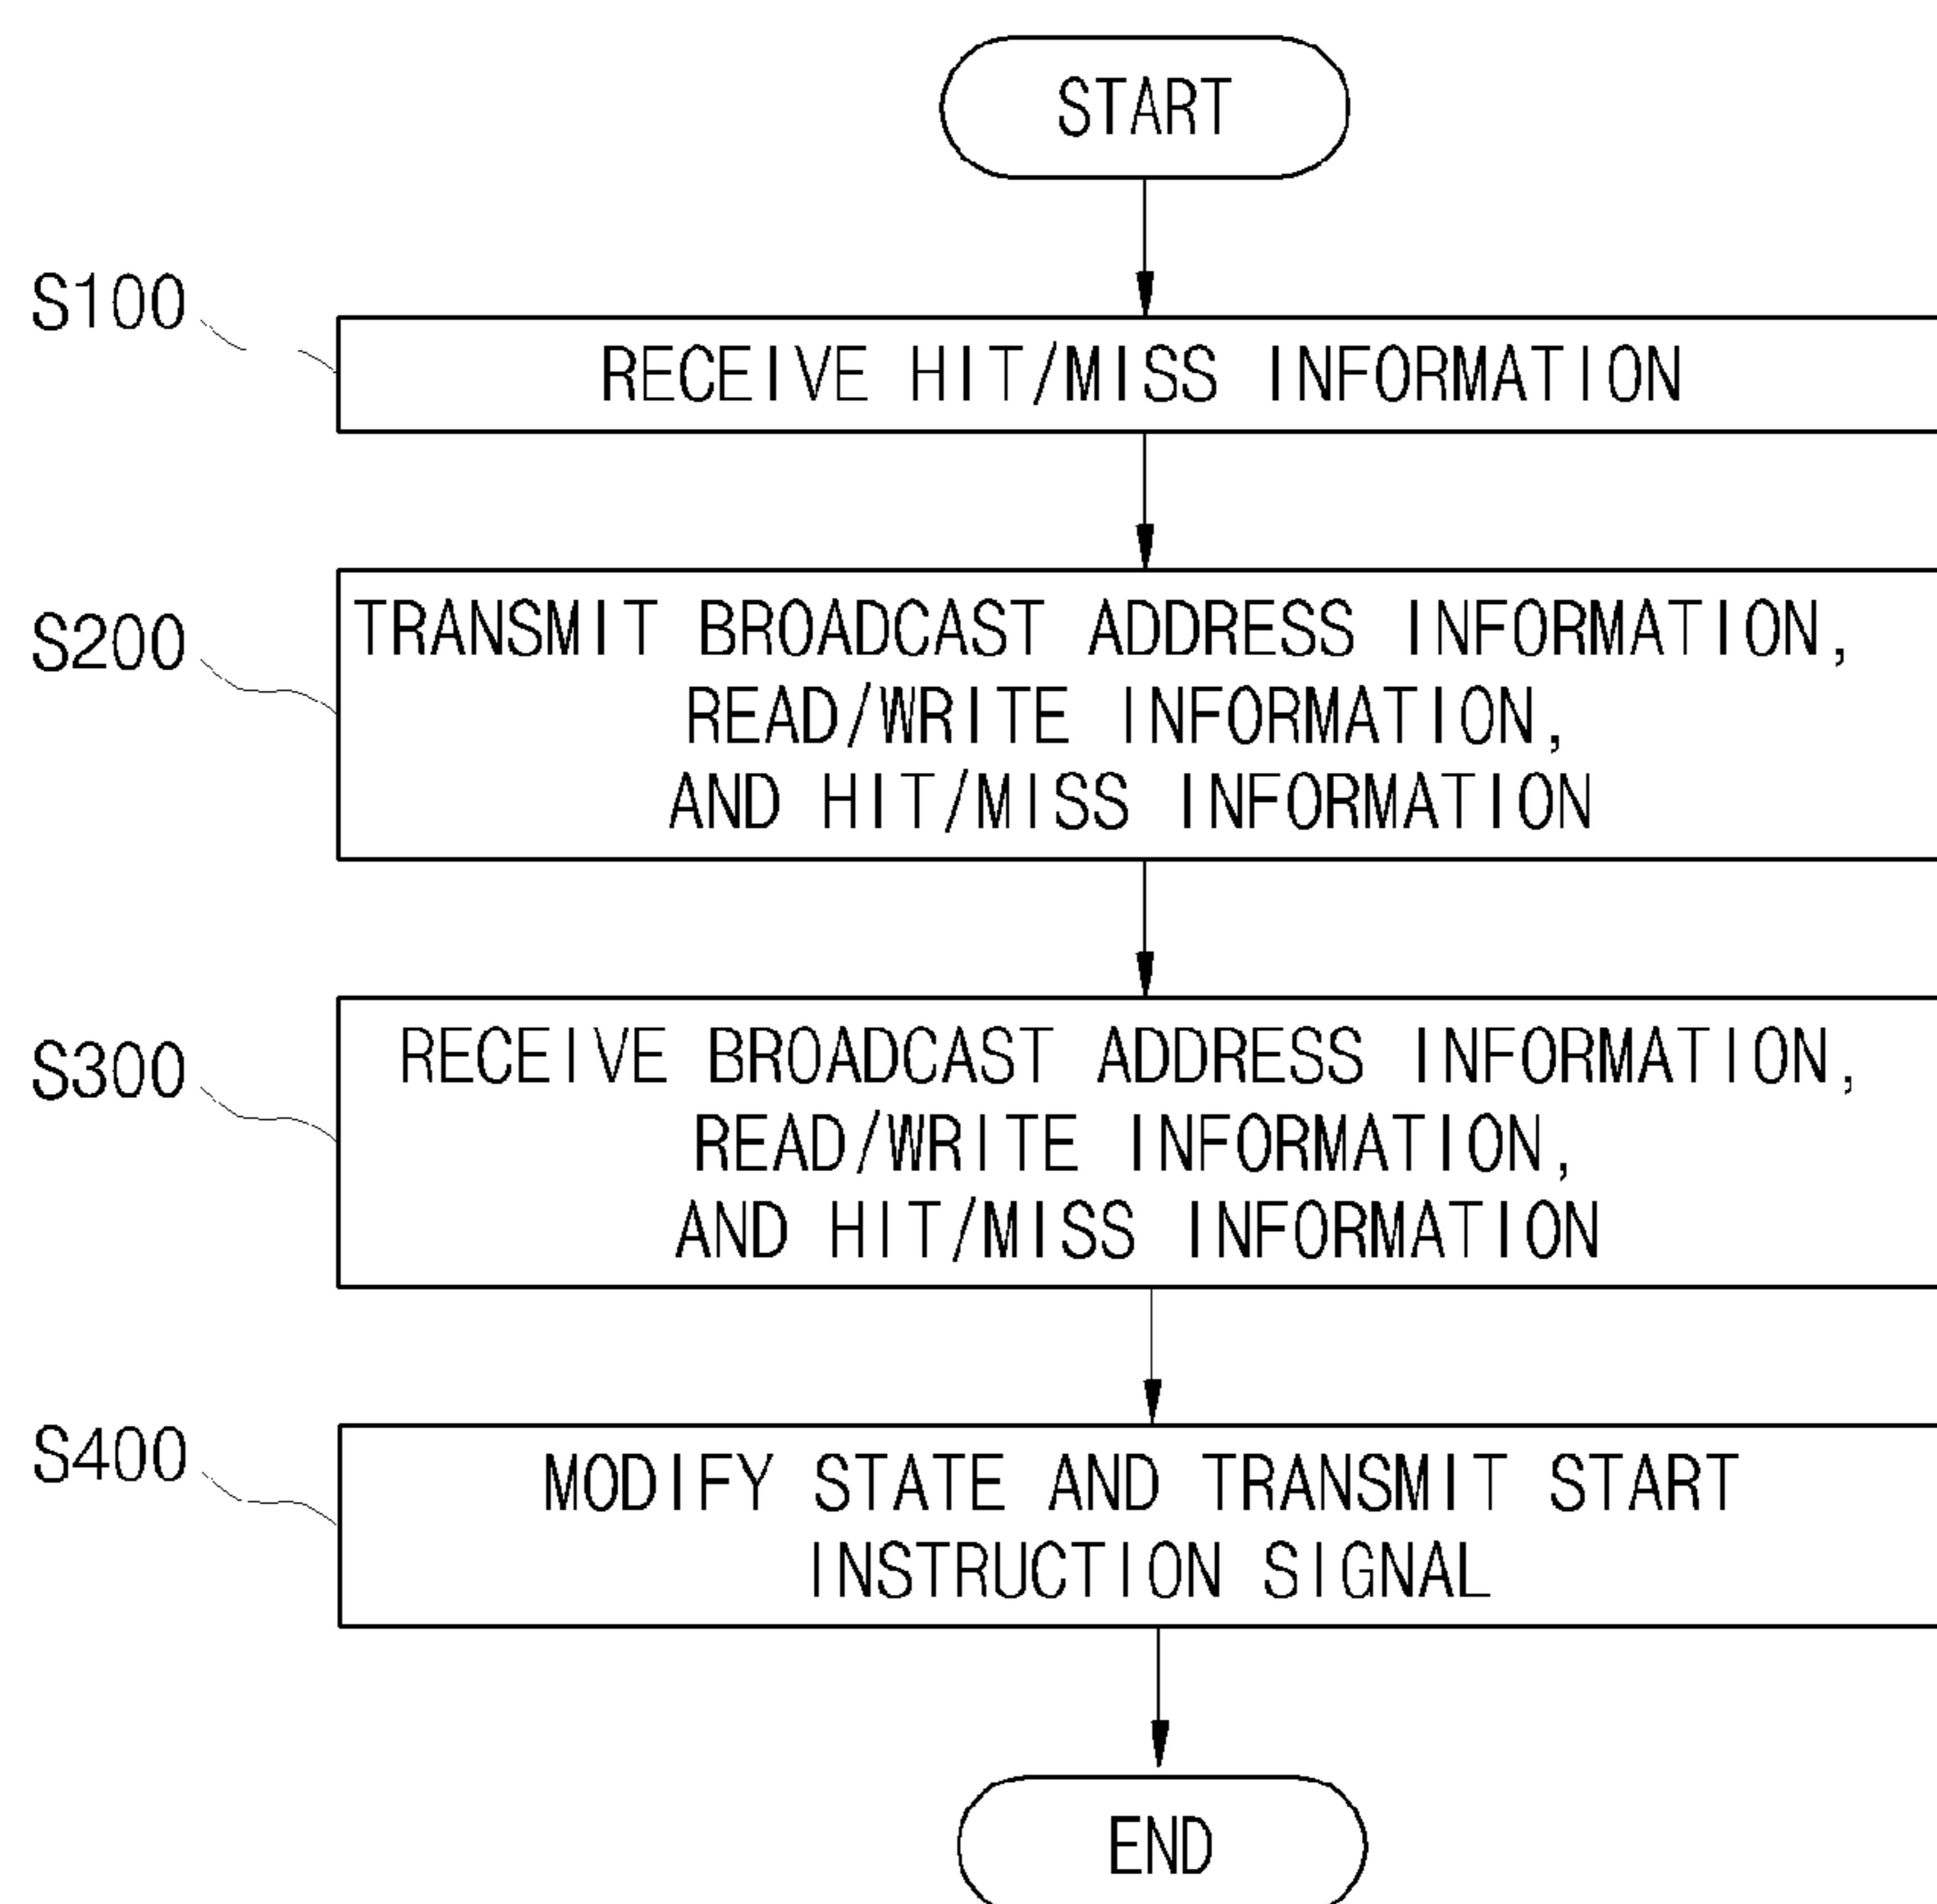 START
S100
RECEIVE HIT/MISS INFORMATION
S200
TRANSMIT BROADCAST ADDRESS INFORMATION,
READ/WRITE INFORMATION,
AND HIT/MISS INFORMATION
S300
RECEIVE BROADCAST ADDRESS INFORMATION,
READ/WRITE INFORMATION,
AND HIT/MISS INFORMATION
S400
MODIFY STATE AND TRANSMIT START
INSTRUCTION SIGNAL
END